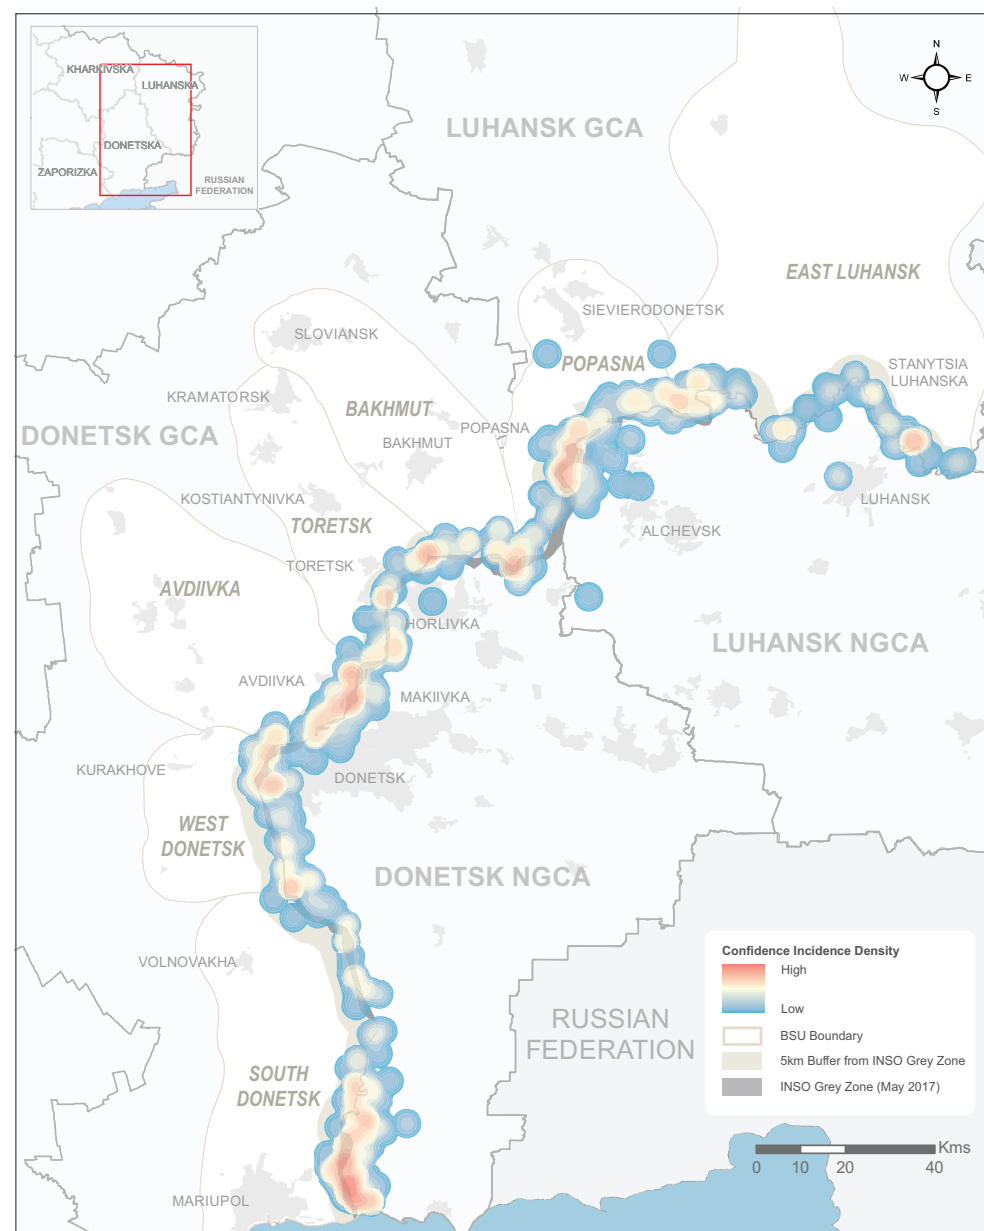 KHARKIVSKA
LUHANSKA
DONETSKA
ZAPORIZKA
RUSSIAN
FEDERATION
N
W
E
S
LUHANSK GCA
EAST LUHANSK
SIEVIERODONETSK
SLOVIANSK
STANYTSIA
LUHANSKA
POPASNA
KRAMATORSK
BAKHMUT
POPASNA
DONETSK GCA
BAKHMUT
KOSTIANTYNIVKA
LUHANSK
TORETSK
ALCHEVSK
TORETSK
AVDIIVKA
HORLIVKA
LUHANSK NGCA
AVDIIVKA
MAKIIVKA
KURAKHOVE
DONETSK
WEST
DONETSK
DONETSK NGCA
VOLNOVAKHA
RUSSIAN
FEDERATION
SOUTH
DONETSK
MARIUPOL
Confidence Incidence Density
High
Low
BSU Boundary
5km Buffer from INSO Grey Zone
INSO Grey Zone (May 2017)
Kms
0 10 20 40